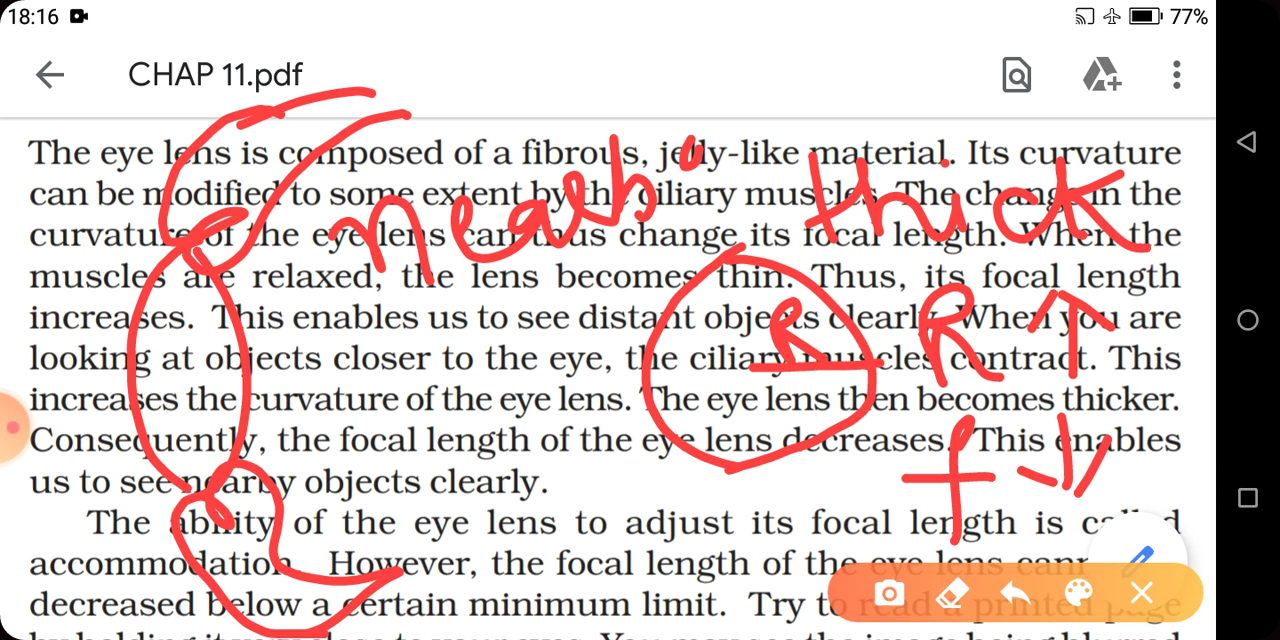 18:16 77%
CHAP 11.pdf
The eye lens is composed of a fibrous, jelly-like material. Its curvature
can be modified to some extent by the ciliary muscles. The change in the
curvature of the eye lens can thus change its focal length. When the
muscles are relaxed, the lens becomes thin. Thus, its focal length
increases. This enables us to see distant objects clearly. When you are
looking at objects closer to the eye, the ciliary muscles contract. This
increases the curvature of the eye lens. The eye lens then becomes thicker.
Consequently, the focal length of the eye lens decreases. This enables
us to see nearby objects clearly.
The ability of the eye lens to adjust its focal length is called
accommodation. However, the focal length of the eye lens
decreased below a certain minimum limit. Try to read a printed page
thick
R ↑
R
f ↓